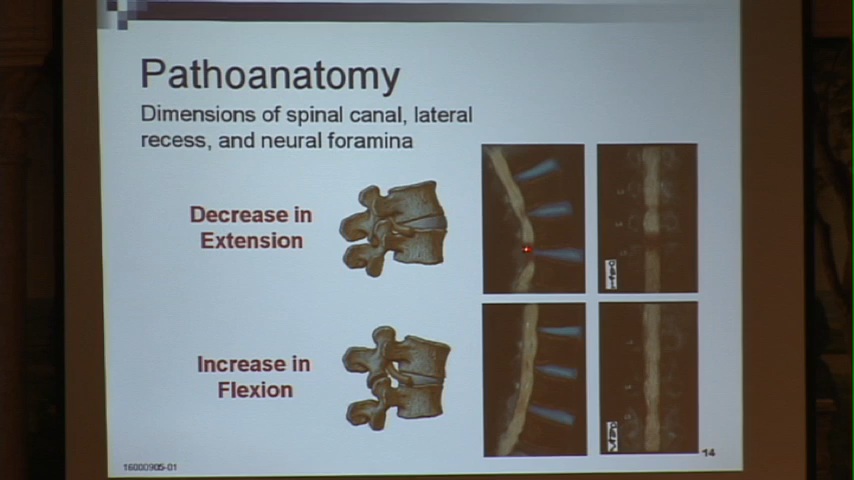 Pathoanatomy
Dimensions of spinal canal, lateral
recess, and neural foramina
Decrease in
Extension
Increase in
Flexion
16000905-01
14